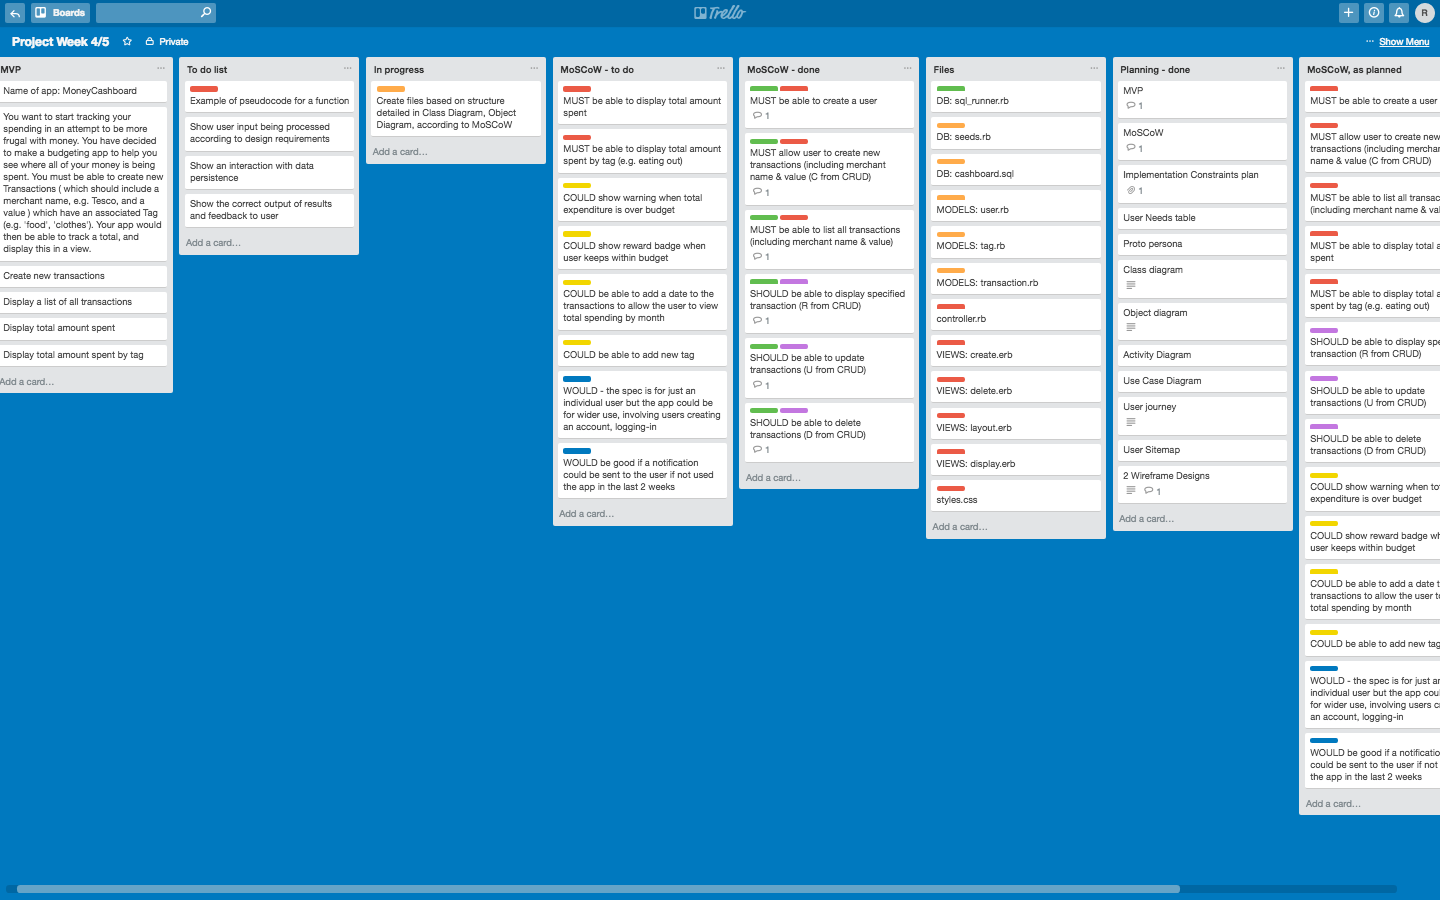 Boards
Trello
R
Project Week 4/5
Private
Show Menu
MVP
Name of app: MoneyCashboard
You want to start tracking your
spending in an attempt to be more
frugal with money. You have decided
to make a budgeting app to help you
see where all of your money is being
spent. You must be able to create new
Transactions ( which should include a
merchant name, e.g. Tesco, and a
value ) which have an associated Tag
(e.g. 'food', 'clothes'). Your app would
then be able to track a total, and
display this in a view.
Create new transactions
Display a list of all transactions
Display total amount spent
Display total amount spent by tag
Add a card...
To do list
Example of pseudocode for a function
Show user input being processed
according to design requirements
Show an interaction with data
persistence
Show the correct output of results
and feedback to user
Add a card...
In progress
Create files based on structure
detailed in Class Diagram, Object
Diagram, according to MoSCoW
Add a card...
MoSCoW - to do
MUST be able to display total amount
spent
MUST be able to display total amount
spent by tag (e.g. eating out)
COULD show warning when total
expenditure is over budget
COULD show reward badge when
user keeps within budget
COULD be able to add a date to the
transactions to allow the user to view
total spending by month
COULD be able to add new tag
WOULD - the spec is for just an
individual user but the app could be
for wider use, involving users creating
an account, logging-in
WOULD be good if a notification
could be sent to the user if not used
the app in the last 2 weeks
Add a card...
MoSCoW - done
MUST be able to create a user
1
MUST allow user to create new
transactions (including merchant
name & value (C from CRUD)
1
MUST be able to list all transactions
(including merchant name & value)
1
SHOULD be able to display specified
transaction (R from CRUD)
1
SHOULD be able to update
transactions (U from CRUD)
1
SHOULD be able to delete
transactions (D from CRUD)
1
Add a card...
Files
DB: sql_runner.rb
DB: seeds.rb
DB: cashboard.sql
MODELS: user.rb
MODELS: tag.rb
MODELS: transaction.rb
controller.rb
VIEWS: create.erb
VIEWS: delete.erb
VIEWS: layout.erb
VIEWS: display.erb
styles.css
Add a card...
Planning - done
MVP
1
MoSCoW
1
Implementation Constraints plan
1
User Needs table
Proto persona
Class diagram
Object diagram
Activity Diagram
Use Case Diagram
User journey
User Sitemap
2 Wireframe Designs
1
Add a card...
MoSCoW, as planned
MUST be able to create a user
MUST allow user to create new
transactions (including merchan
name & value (C from CRUD)
MUST be able to list all transac
(including merchant name & val
MUST be able to display total a
spent
MUST be able to display total a
spent by tag (e.g. eating out)
SHOULD be able to display spe
transaction (R from CRUD)
SHOULD be able to update
transactions (U from CRUD)
SHOULD be able to delete
transactions (D from CRUD)
COULD show warning when tot
expenditure is over budget
COULD show reward badge wh
user keeps within budget
COULD be able to add a date t
transactions to allow the user to
total spending by month
COULD be able to add new tag
WOULD - the spec is for just an
individual user but the app coul
for wider use, involving users c
an account, logging-in
WOULD be good if a notificatio
could be sent to the user if not
the app in the last 2 weeks
Add a card...